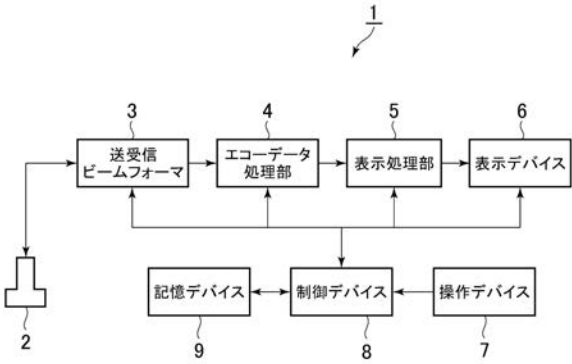 1
3
4
5
6
送受信
ビームフォーマ
エコーデータ
処理部
表示処理部
表示デバイス
記憶デバイス
制御デバイス
操作デバイス
2
9
8
7